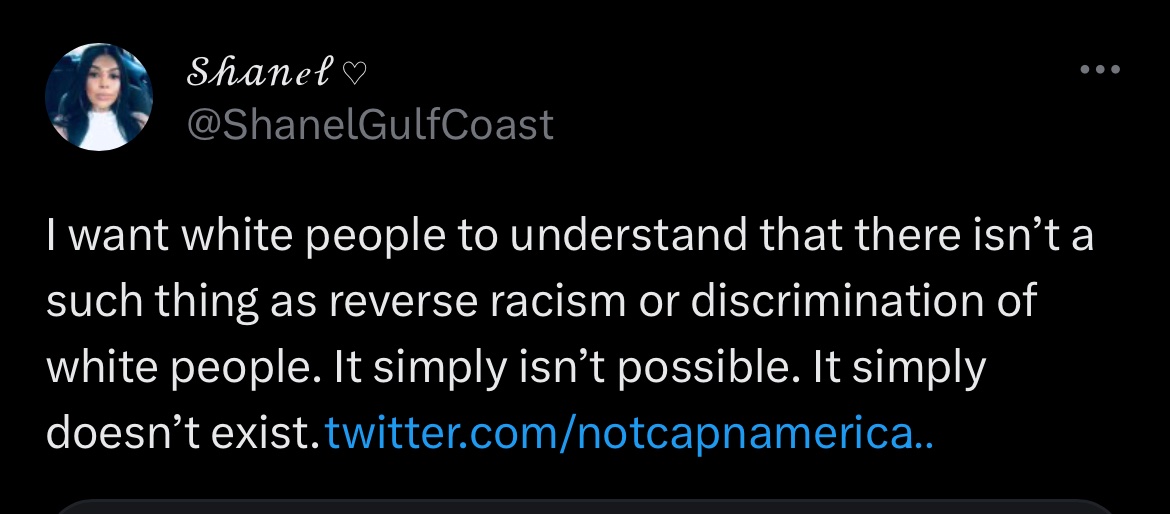 Shanel ♡
@ShanelGulfCoast
I want white people to understand that there isn’t a
such thing as reverse racism or discrimination of
white people. It simply isn’t possible. It simply
doesn’t exist. twitter.com/notcapnamerica..